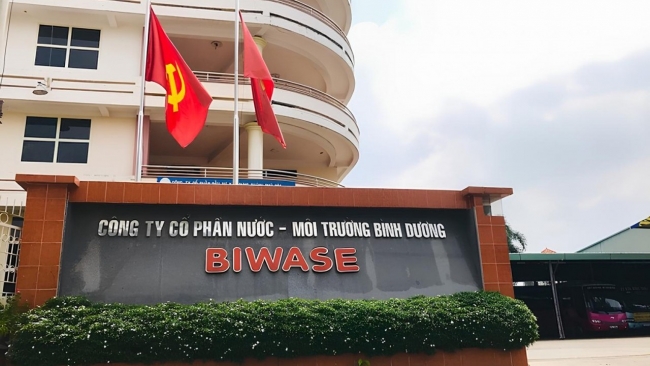 CÔNG TY CỔ PHẦN NƯỚC - MÔI TRƯỜNG BÌNH DƯƠNG
BIWASE